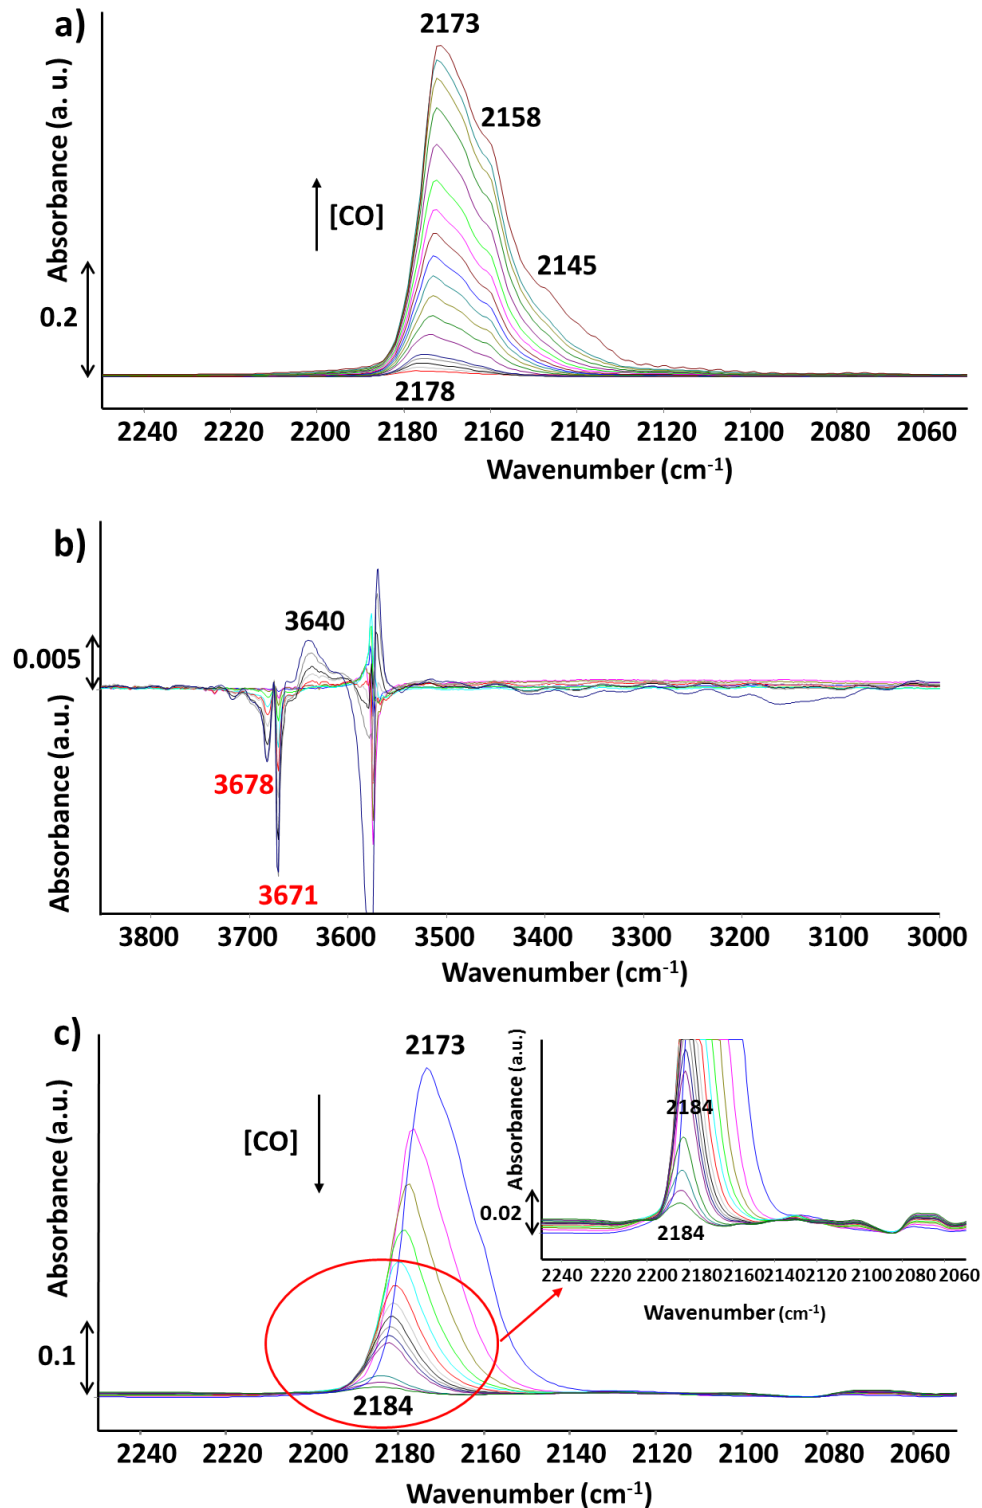 a)
Absorbance (a. u.)
2173
2158
[CO]
2145
0.2
2178
2240 2220 2200 2180 2160 2140 2120 2100 2080 2060
Wavenumber (cm-1)
b)
Absorbance (a.u.)
3640
0.005
3678
3671
3800 3700 3600 3500 3400 3300 3200 3100 3000
Wavenumber (cm-1)
c)
Absorbance (a.u.)
2173
[CO]
0.1
2184
2240 2220 2200 2180 2160 2140 2120 2100 2080 2060
Wavenumber (cm-1)
Absorbance (a.u.)
2184
0.02
2184
2240 2220 2200 2180 2160 2140 2120 2100 2080 2060
Wavenumber (cm-1)